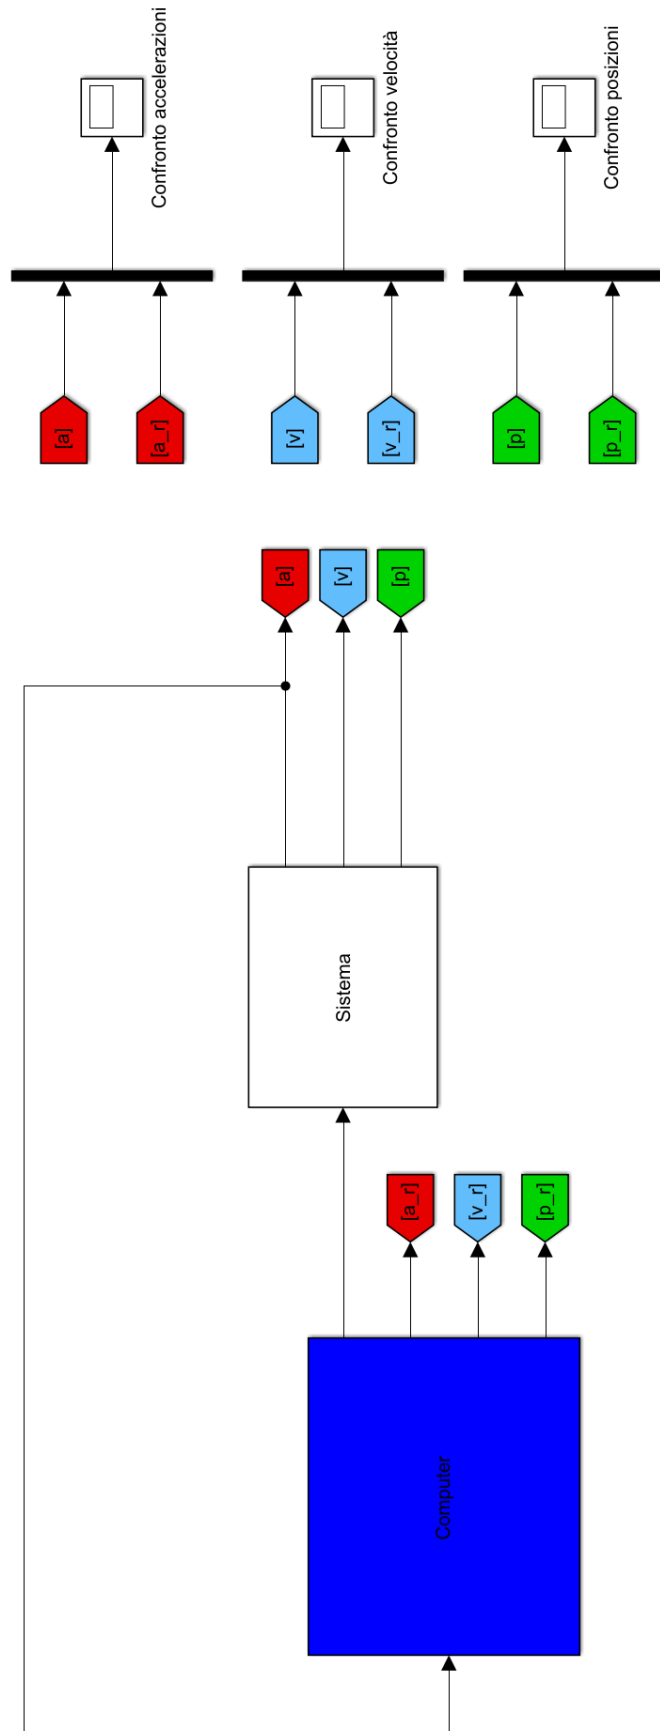 Computer
[a_r]
[v_r]
[p_r]
Sistema
[a]
[v]
[p]
[a]
[a_r]
Confronto accelerazioni
[v]
[v_r]
Confronto velocità
[p]
[p_r]
Confronto posizioni